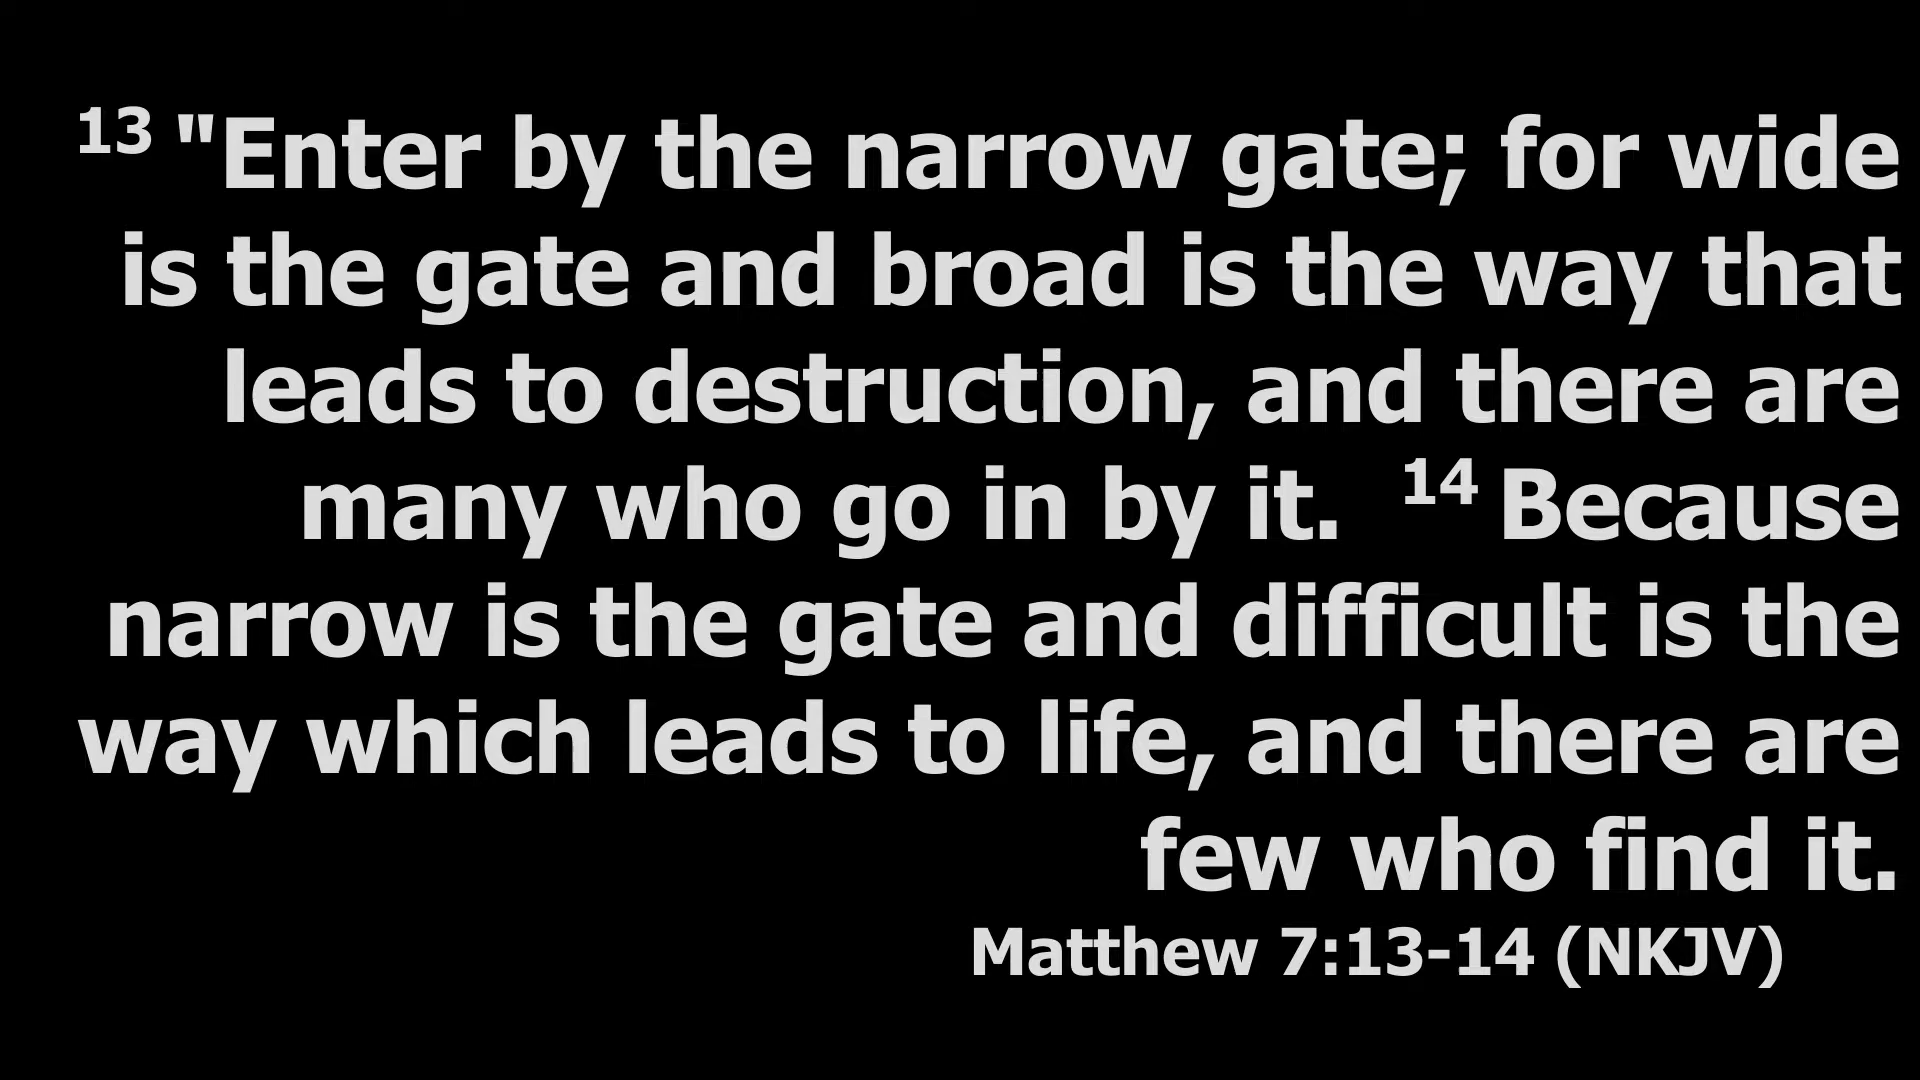 13 "Enter by the narrow gate; for wide
is the gate and broad is the way that
leads to destruction, and there are
many who go in by it. 14 Because
narrow is the gate and difficult is the
way which leads to life, and there are
few who find it.
Matthew 7:13-14 (NKJV)